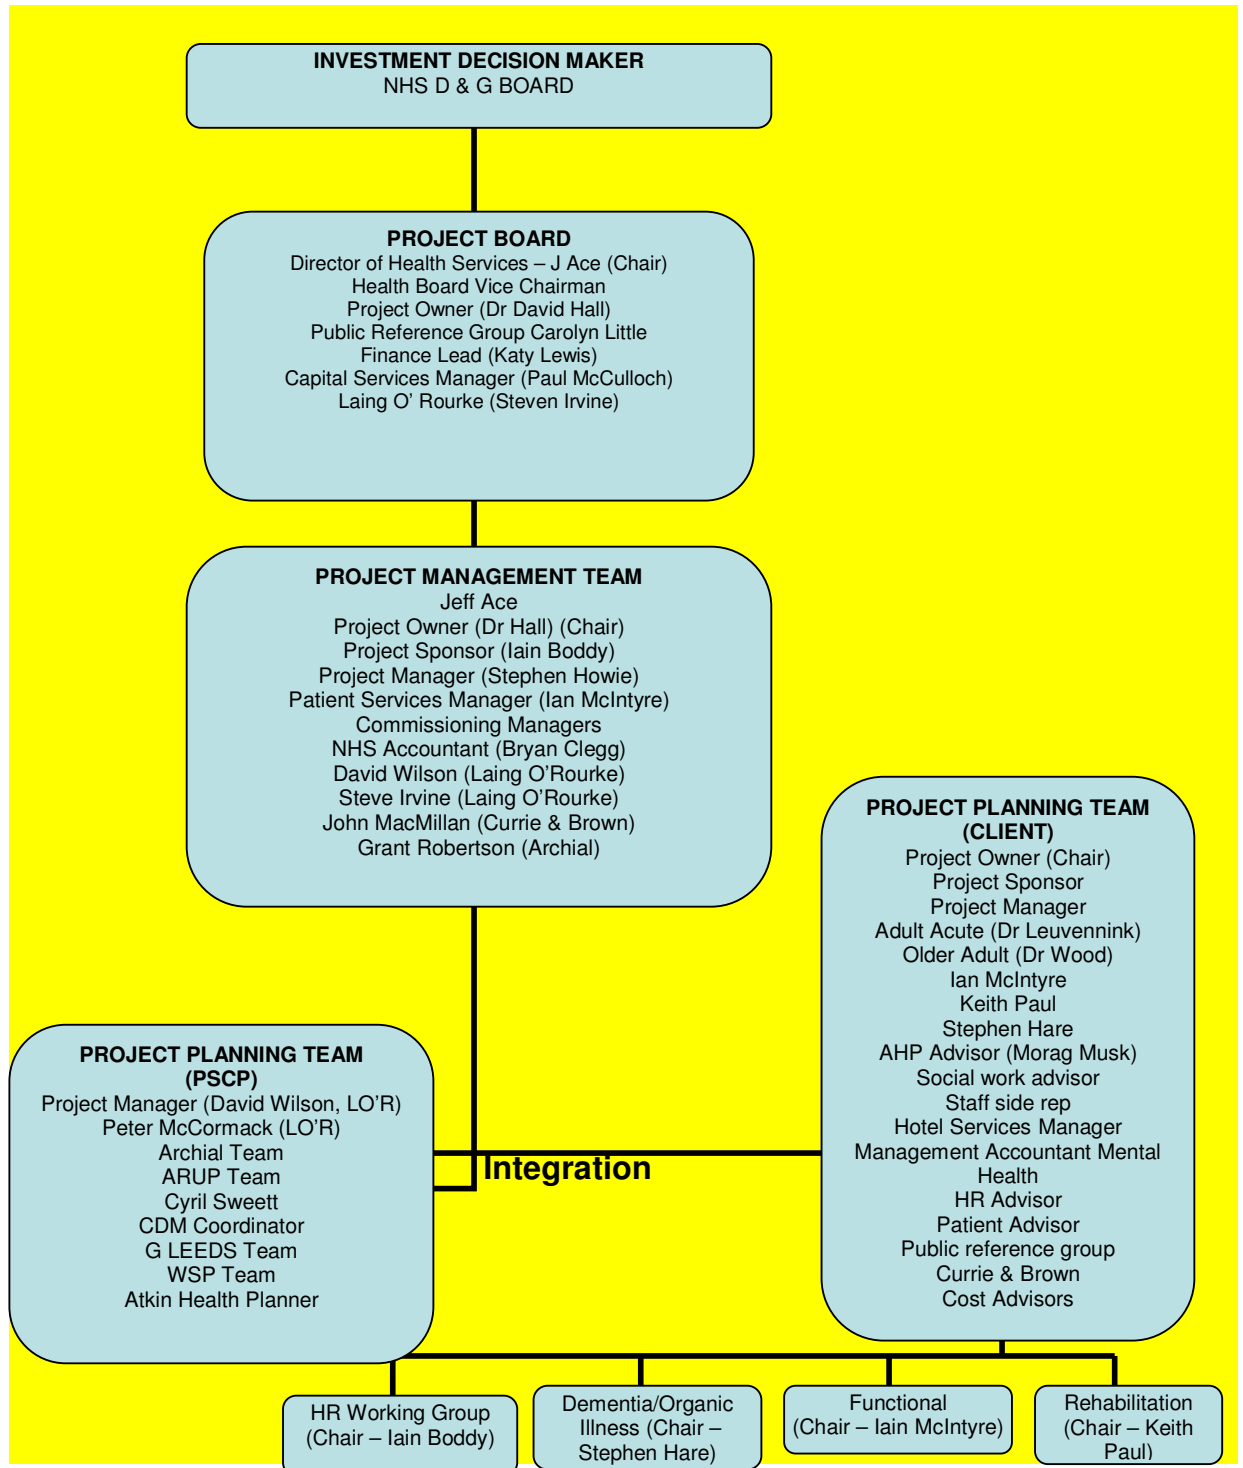 INVESTMENT DECISION MAKER
NHS D & G BOARD
PROJECT BOARD
Director of Health Services – J Ace (Chair)
Health Board Vice Chairman
Project Owner (Dr David Hall)
Public Reference Group Carolyn Little
Finance Lead (Katy Lewis)
Capital Services Manager (Paul McCulloch)
Laing O' Rourke (Steven Irvine)
PROJECT MANAGEMENT TEAM
Jeff Ace
Project Owner (Dr Hall) (Chair)
Project Sponsor (Iain Boddy)
Project Manager (Stephen Howie)
Patient Services Manager (Ian McIntyre)
Commissioning Managers
NHS Accountant (Bryan Clegg)
David Wilson (Laing O'Rourke)
Steve Irvine (Laing O'Rourke)
John MacMillan (Currie & Brown)
Grant Robertson (Archial)
PROJECT PLANNING TEAM
(CLIENT)
Project Owner (Chair)
Project Sponsor
Project Manager
Adult Acute (Dr Leuvennink)
Older Adult (Dr Wood)
Ian McIntyre
Keith Paul
Stephen Hare
AHP Advisor (Morag Musk)
Social work advisor
Staff side rep
Hotel Services Manager
Management Accountant Mental
Health
HR Advisor
Patient Advisor
Public reference group
Currie & Brown
Cost Advisors
PROJECT PLANNING TEAM
(PSCP)
Project Manager (David Wilson, LO'R)
Peter McCormack (LO'R)
Archial Team
ARUP Team
Cyril Sweett
CDM Coordinator
G LEEDS Team
WSP Team
Atkin Health Planner
Integration
HR Working Group
(Chair – Iain Boddy)
Dementia/Organic
Illness (Chair –
Stephen Hare)
Functional
(Chair – Iain McIntyre)
Rehabilitation
(Chair – Keith
Paul)